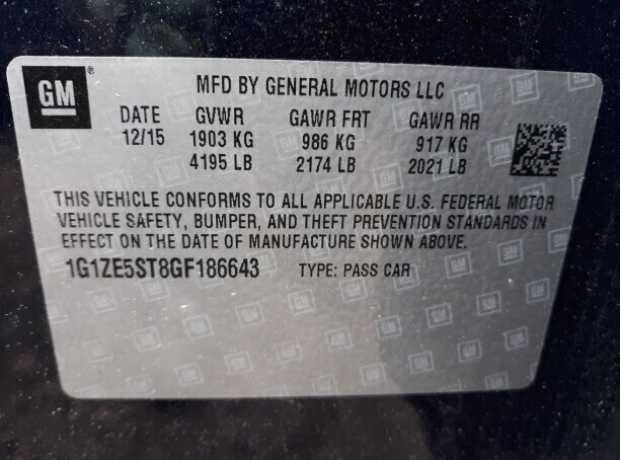 GM
MFD BY GENERAL MOTORS LLC
DATE GVWR GAWR FRT GAWR RR
12/15 1903 KG 986 KG 917 KG
4195 LB 2174 LB 2021 LB
THIS VEHICLE CONFORMS TO ALL APPLICABLE U.S. FEDERAL MOTOR
VEHICLE SAFETY, BUMPER, AND THEFT PREVENTION STANDARDS IN
EFFECT ON THE DATE OF MANUFACTURE SHOWN ABOVE.
1G1ZE5ST8GF186643 TYPE: PASS CAR